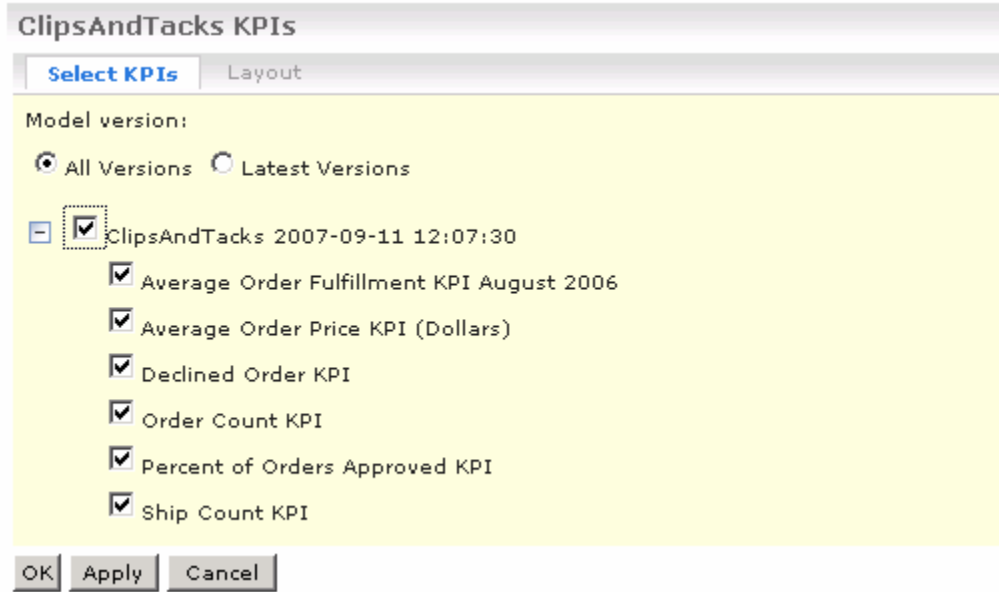 ClipsAndTacks KPIs
Select KPIs Layout
Model version:
All Versions Latest Versions
ClipsAndTacks 2007-09-11 12:07:30
Average Order Fulfillment KPI August 2006
Average Order Price KPI (Dollars)
Declined Order KPI
Order Count KPI
Percent of Orders Approved KPI
Ship Count KPI
OK Apply Cancel